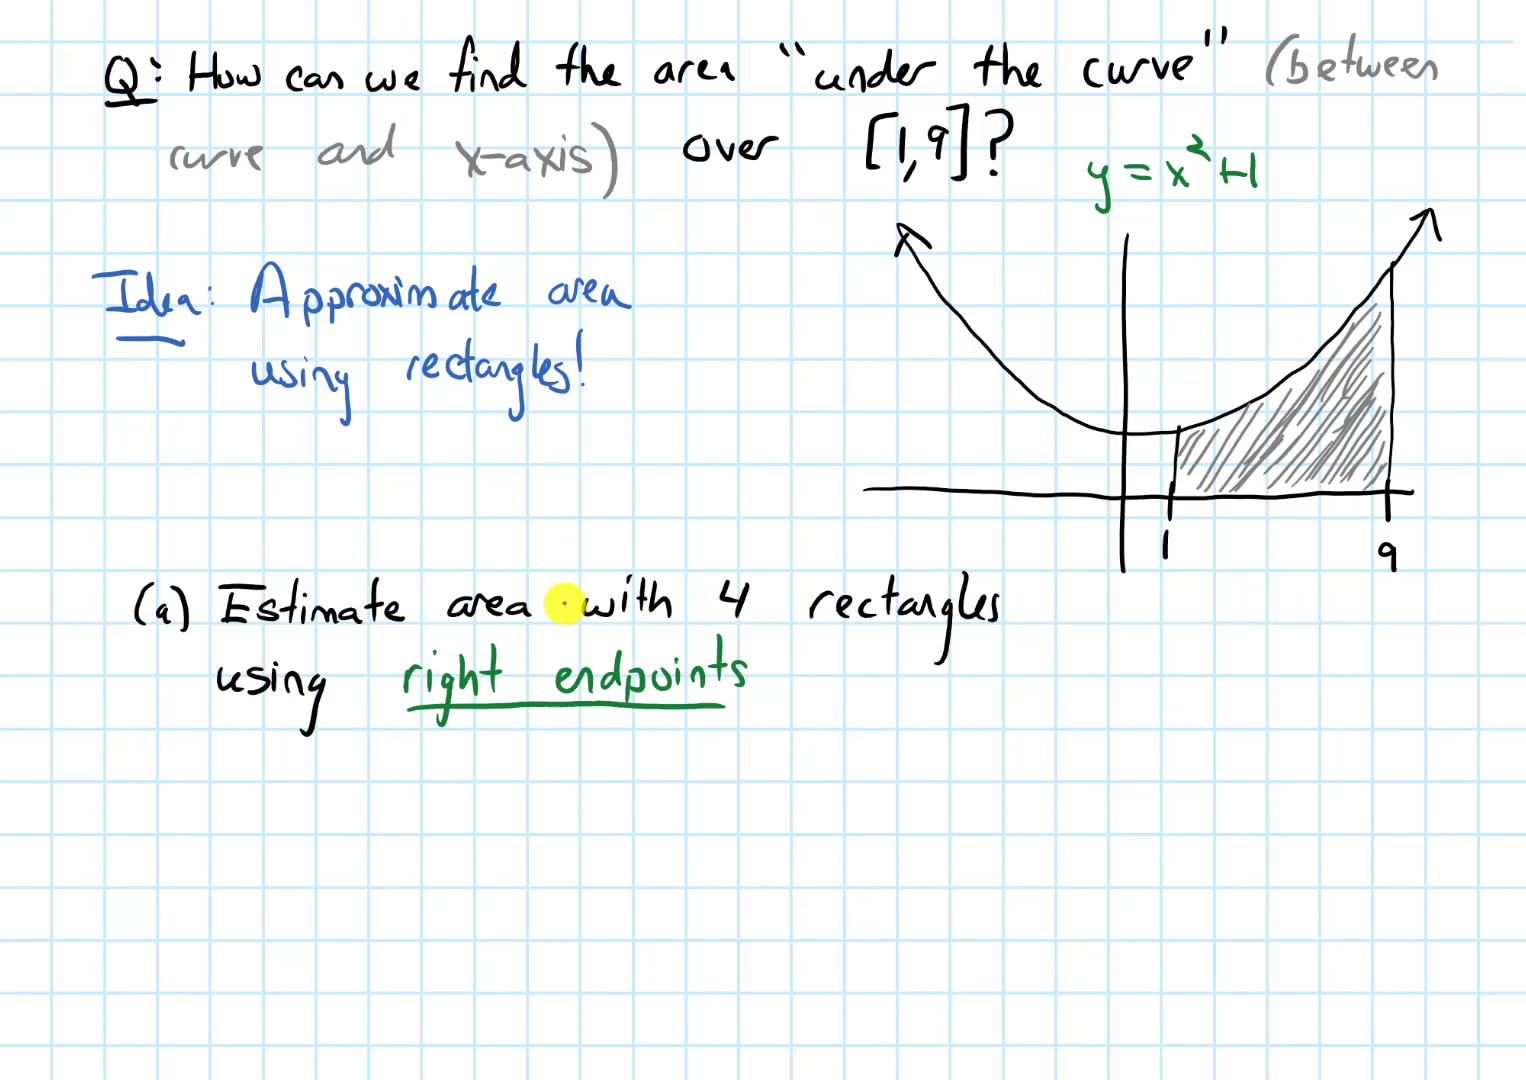 Q: How can we find the area "under the curve" (between
curve and x-axis) over [1,9]?
y = x²+1
Idea: Approximate area
using rectangles!
1
9
(a) Estimate area with 4 rectangles
using right endpoints